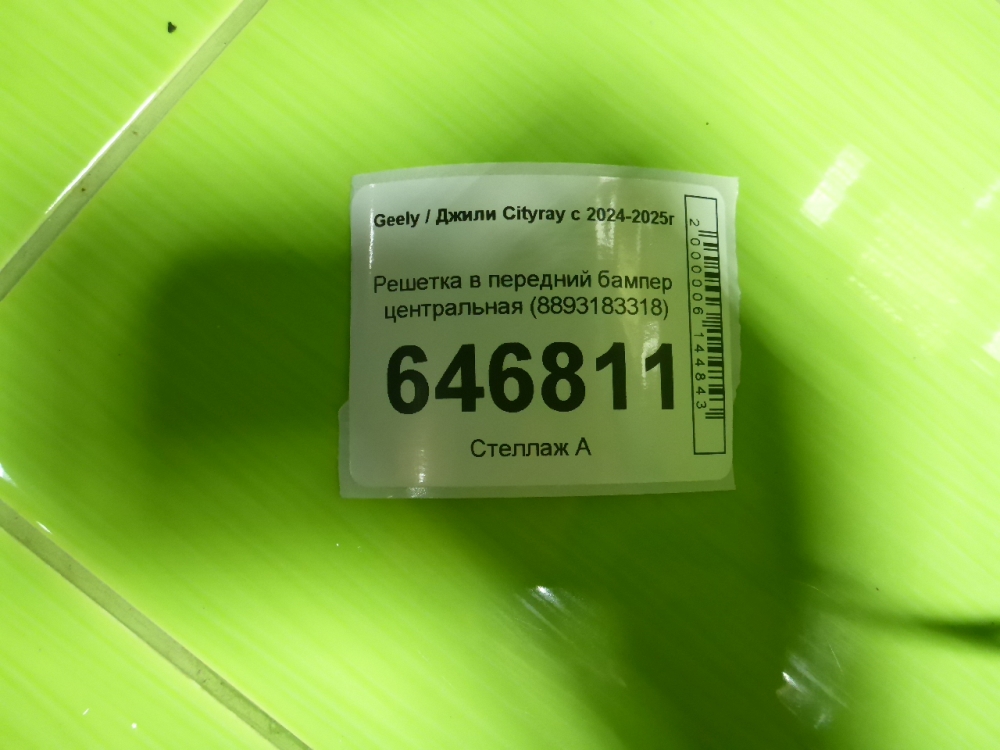 Geely / Джили Cityray с 2024-2025г
Решетка в передний бампер
центральная (8893183318)
646811
Стеллаж А
2000006144843